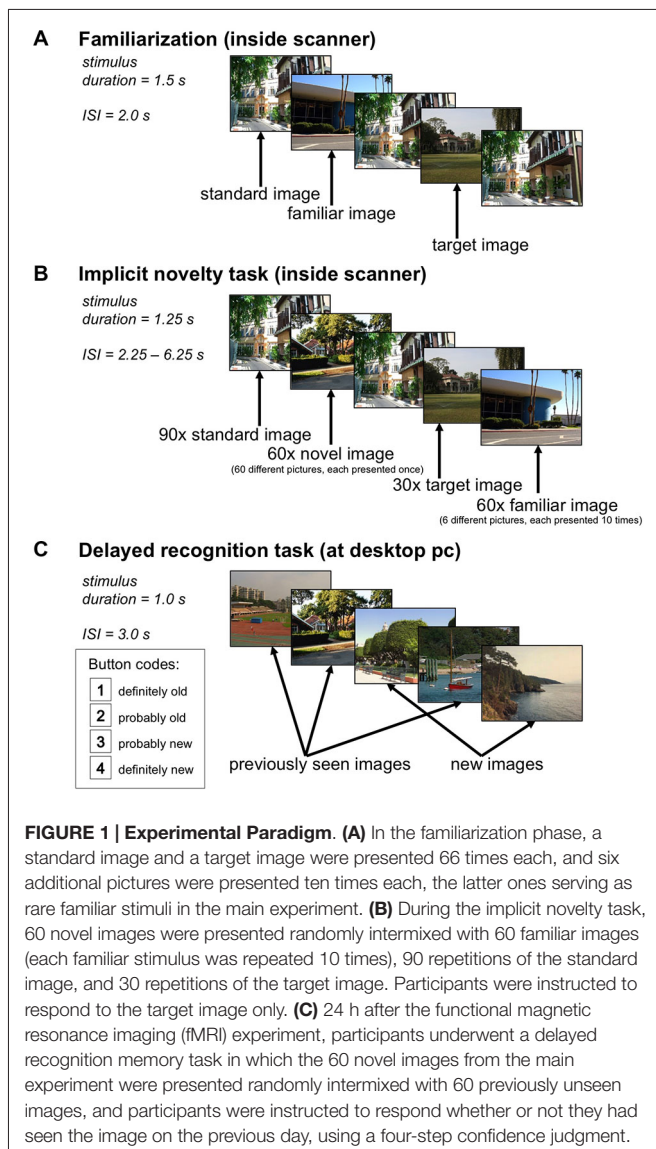 A Familiarization (inside scanner)
stimulus
duration = 1.5 s
ISI = 2.0 s
standard image
familiar image
target image
B Implicit novelty task (inside scanner)
stimulus
duration = 1.25 s
ISI = 2.25 – 6.25 s
90x standard image
60x novel image
(60 different pictures, each presented once)
30x target image
60x familiar image
(6 different pictures, each presented 10 times)
C Delayed recognition task (at desktop pc)
stimulus
duration = 1.0 s
ISI = 3.0 s
Button codes:
1 definitely old
2 probably old
3 probably new
4 definitely new
previously seen images
new images
FIGURE 1 | Experimental Paradigm. (A) In the familiarization phase, a
standard image and a target image were presented 66 times each, and six
additional pictures were presented ten times each, the latter ones serving as
rare familiar stimuli in the main experiment. (B) During the implicit novelty task,
60 novel images were presented randomly intermixed with 60 familiar images
(each familiar stimulus was repeated 10 times), 90 repetitions of the standard
image, and 30 repetitions of the target image. Participants were instructed to
respond to the target image only. (C) 24 h after the functional magnetic
resonance imaging (fMRI) experiment, participants underwent a delayed
recognition memory task in which the 60 novel images from the main
experiment were presented randomly intermixed with 60 previously unseen
images, and participants were instructed to respond whether or not they had
seen the image on the previous day, using a four-step confidence judgment.